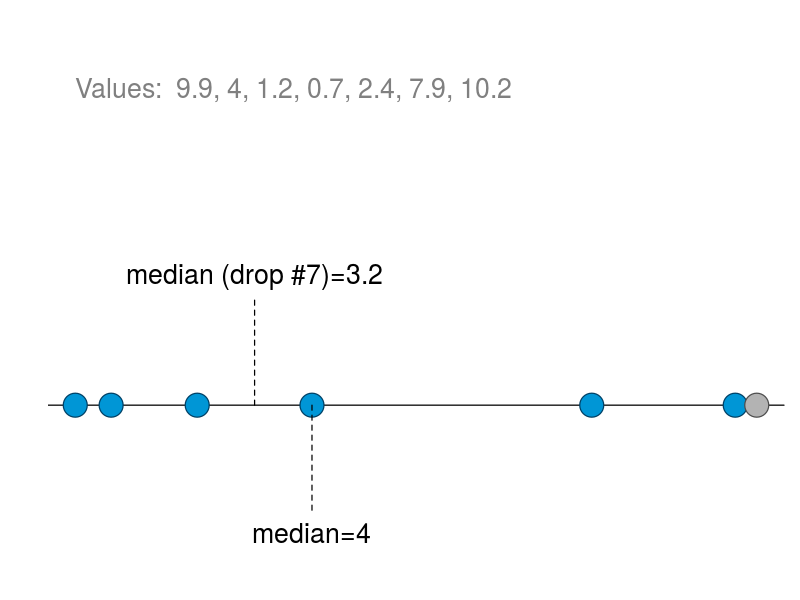 Values: 9.9, 4, 1.2, 0.7, 2.4, 7.9, 10.2
median (drop #7)=3.2
median=4